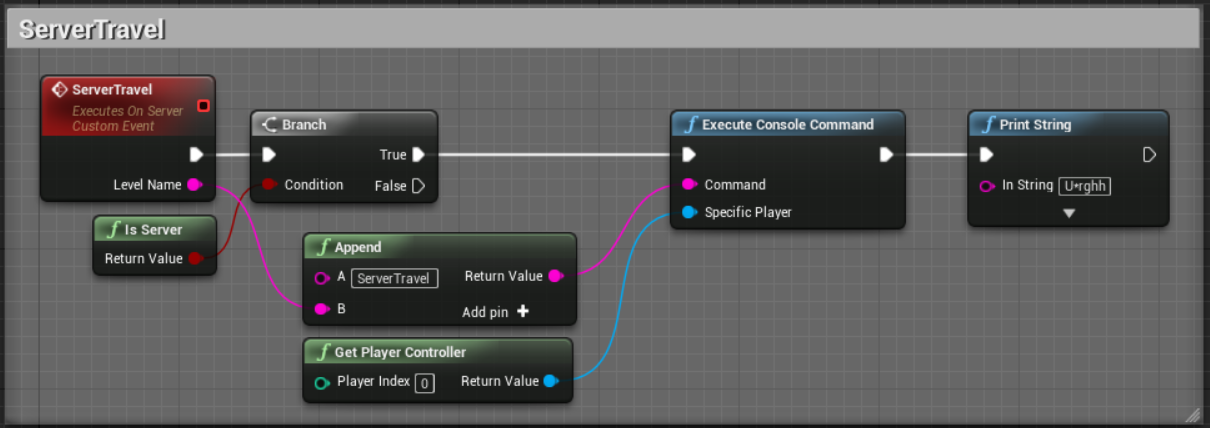 ServerTravel
ServerTravel
Executes On Server
Custom Event
Level Name
Branch
True
Condition
False
Is Server
Return Value
Append
A ServerTravel
Return Value
B
Add pin
Get Player Controller
Player Index 0
Return Value
Execute Console Command
Command
Specific Player
Print String
In String U*rghh